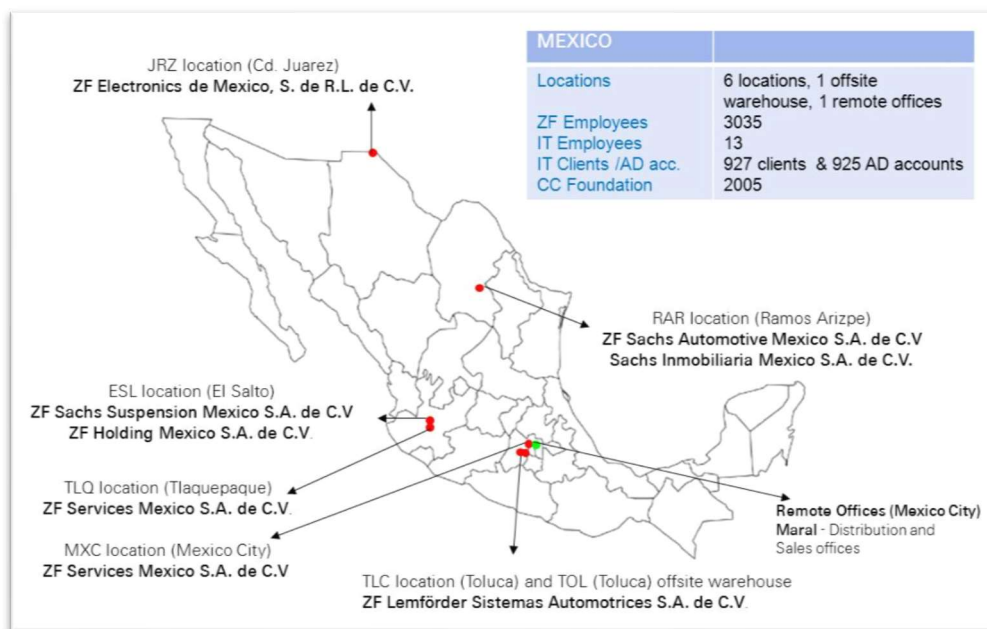 MEXICO
Locations 6 locations, 1 offsite
warehouse, 1 remote offices
ZF Employees 3035
IT Employees 13
IT Clients /AD acc. 927 clients & 925 AD accounts
CC Foundation 2005
JRZ location (Cd. Juarez)
ZF Electronics de Mexico, S. de R.L. de C.V.
RAR location (Ramos Arizpe)
ZF Sachs Automotive Mexico S.A. de C.V
Sachs Inmobiliaria Mexico S.A. de C.V.
ESL location (El Salto)
ZF Sachs Suspension Mexico S.A. de C.V
ZF Holding Mexico S.A. de C.V.
TLQ location (Tlaquepaque)
ZF Services Mexico S.A. de C.V.
MXC location (Mexico City)
ZF Services Mexico S.A. de C.V
Remote Offices (Mexico City)
Maral - Distribution and
Sales offices
TLC location (Toluca) and TOL (Toluca) offsite warehouse
ZF Lemförder Sistemas Automotrices S.A. de C.V.